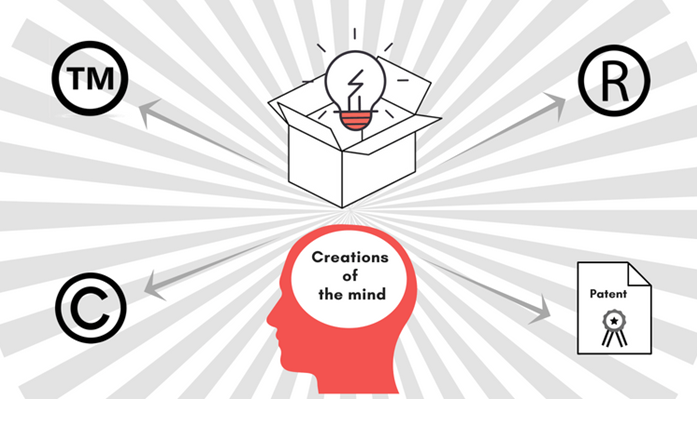 TM
R
Creations
of
the mind
C
Patent